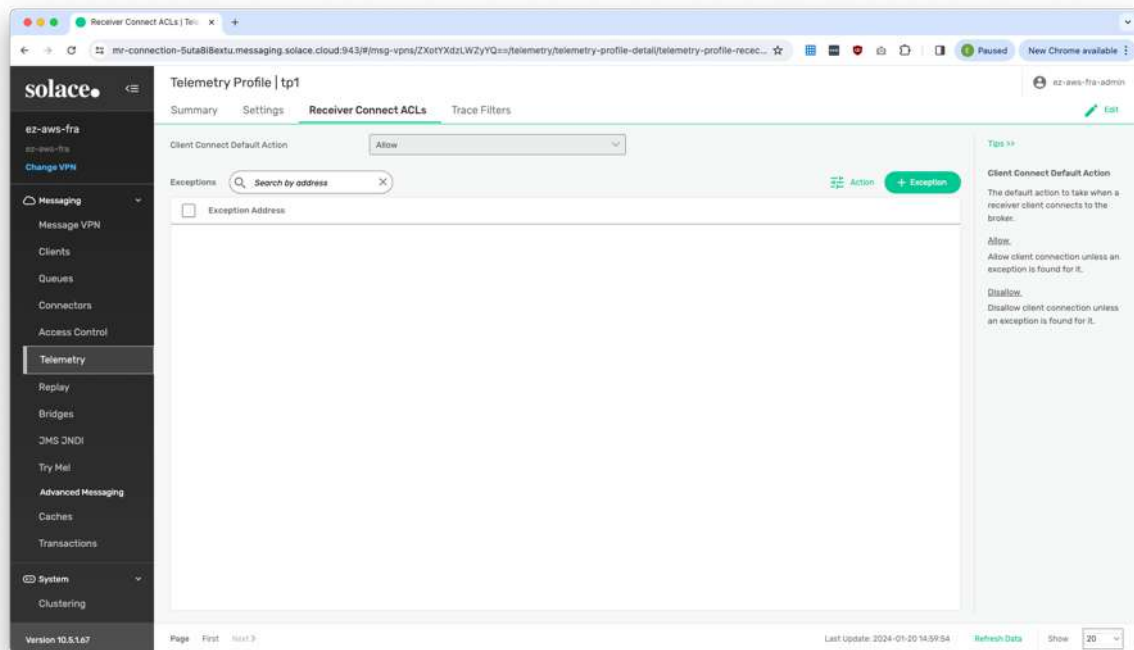 Receiver Connect ACLs | Tele
mr-connection-5uta8i8extu.messaging.solace.cloud:943/#/msg-vpns/ZXotYXdzLWZyYQ==/telemetry/telemetry-profile-detail/telemetry-profile-recec...
Paused
New Chrome available
solace.
Telemetry Profile | tp1
ez-aws-fra-admin
Summary Settings Receiver Connect ACLs Trace Filters
Edit
ez-aws-fra
ez-aws-fra
Change VPN
Messaging
Message VPN
Clients
Queues
Connectors
Access Control
Telemetry
Replay
Bridges
JMS JNDI
Try Me!
Advanced Messaging
Caches
Transactions
System
Clustering
Version 10.5.1.67
Client Connect Default Action Allow
Exceptions Search by address Action + Exception
Exception Address
Tips >>
Client Connect Default Action
The default action to take when a
receiver client connects to the
broker.
Allow.
Allow client connection unless an
exception is found for it.
Disallow.
Disallow client connection unless
an exception is found for it.
Page First Next
Last Update: 2024-01-20 14:59:54 Refresh Data Show 20